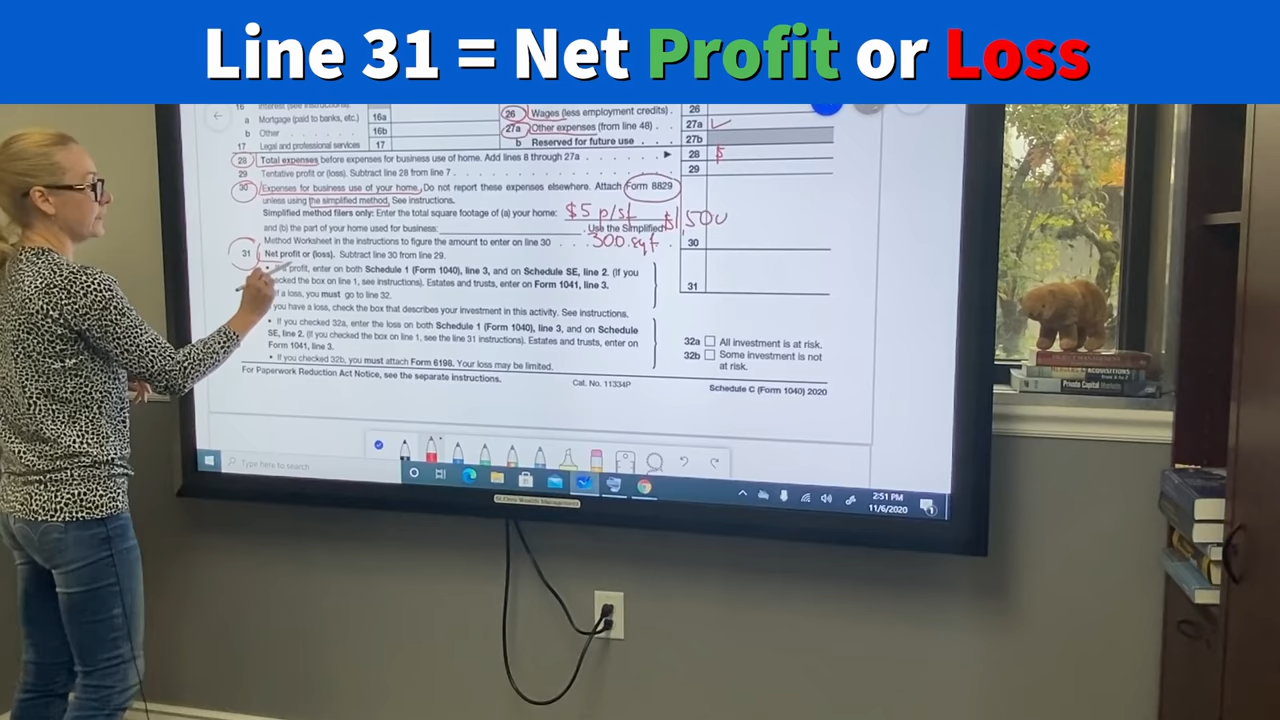 Line 31 = Net Profit or Loss
16 Interest (see instructions).
a Mortgage (paid to banks, etc.) 16a
b Other . . . . . . 16b
17 Legal and professional services 17
26 Wages (less employment credits) . 26
27a Other expenses (from line 48) . . 27a ✓
b Reserved for future use . . . 27b
28 Total expenses before expenses for business use of home. Add lines 8 through 27a . . . . . . . ▶ 28 $
29 Tentative profit or (loss). Subtract line 28 from line 7 . . . . . . . . . . . . . . . . . 29
30 Expenses for business use of your home. Do not report these expenses elsewhere. Attach Form 8829
unless using the simplified method. See instructions.
Simplified method filers only: Enter the total square footage of (a) your home: $5 p/sf
and (b) the part of your home used for business: . Use the Simplified $1,500
Method Worksheet in the instructions to figure the amount to enter on line 30 . . . 300 sqft . 30
31 Net profit or (loss). Subtract line 30 from line 29.
profit, enter on both Schedule 1 (Form 1040), line 3, and on Schedule SE, line 2. (If you
the box on line 1, see instructions). Estates and trusts, enter on Form 1041, line 3. 31
a loss, you must go to line 32.
you have a loss, check the box that describes your investment in this activity. See instructions.
• If you checked 32a, enter the loss on both Schedule 1 (Form 1040), line 3, and on Schedule
SE, line 2. (If you checked the box on line 1, see the line 31 instructions). Estates and trusts, enter on
Form 1041, line 3.
• If you checked 32b, you must attach Form 6198. Your loss may be limited.
32a All investment is at risk.
32b Some investment is not
at risk.
For Paperwork Reduction Act Notice, see the separate instructions. Cat. No. 11334P Schedule C (Form 1040) 2020
Type here to search
2:51 PM
11/6/2020
1
ACQUISITIONS
Private Capital Markets